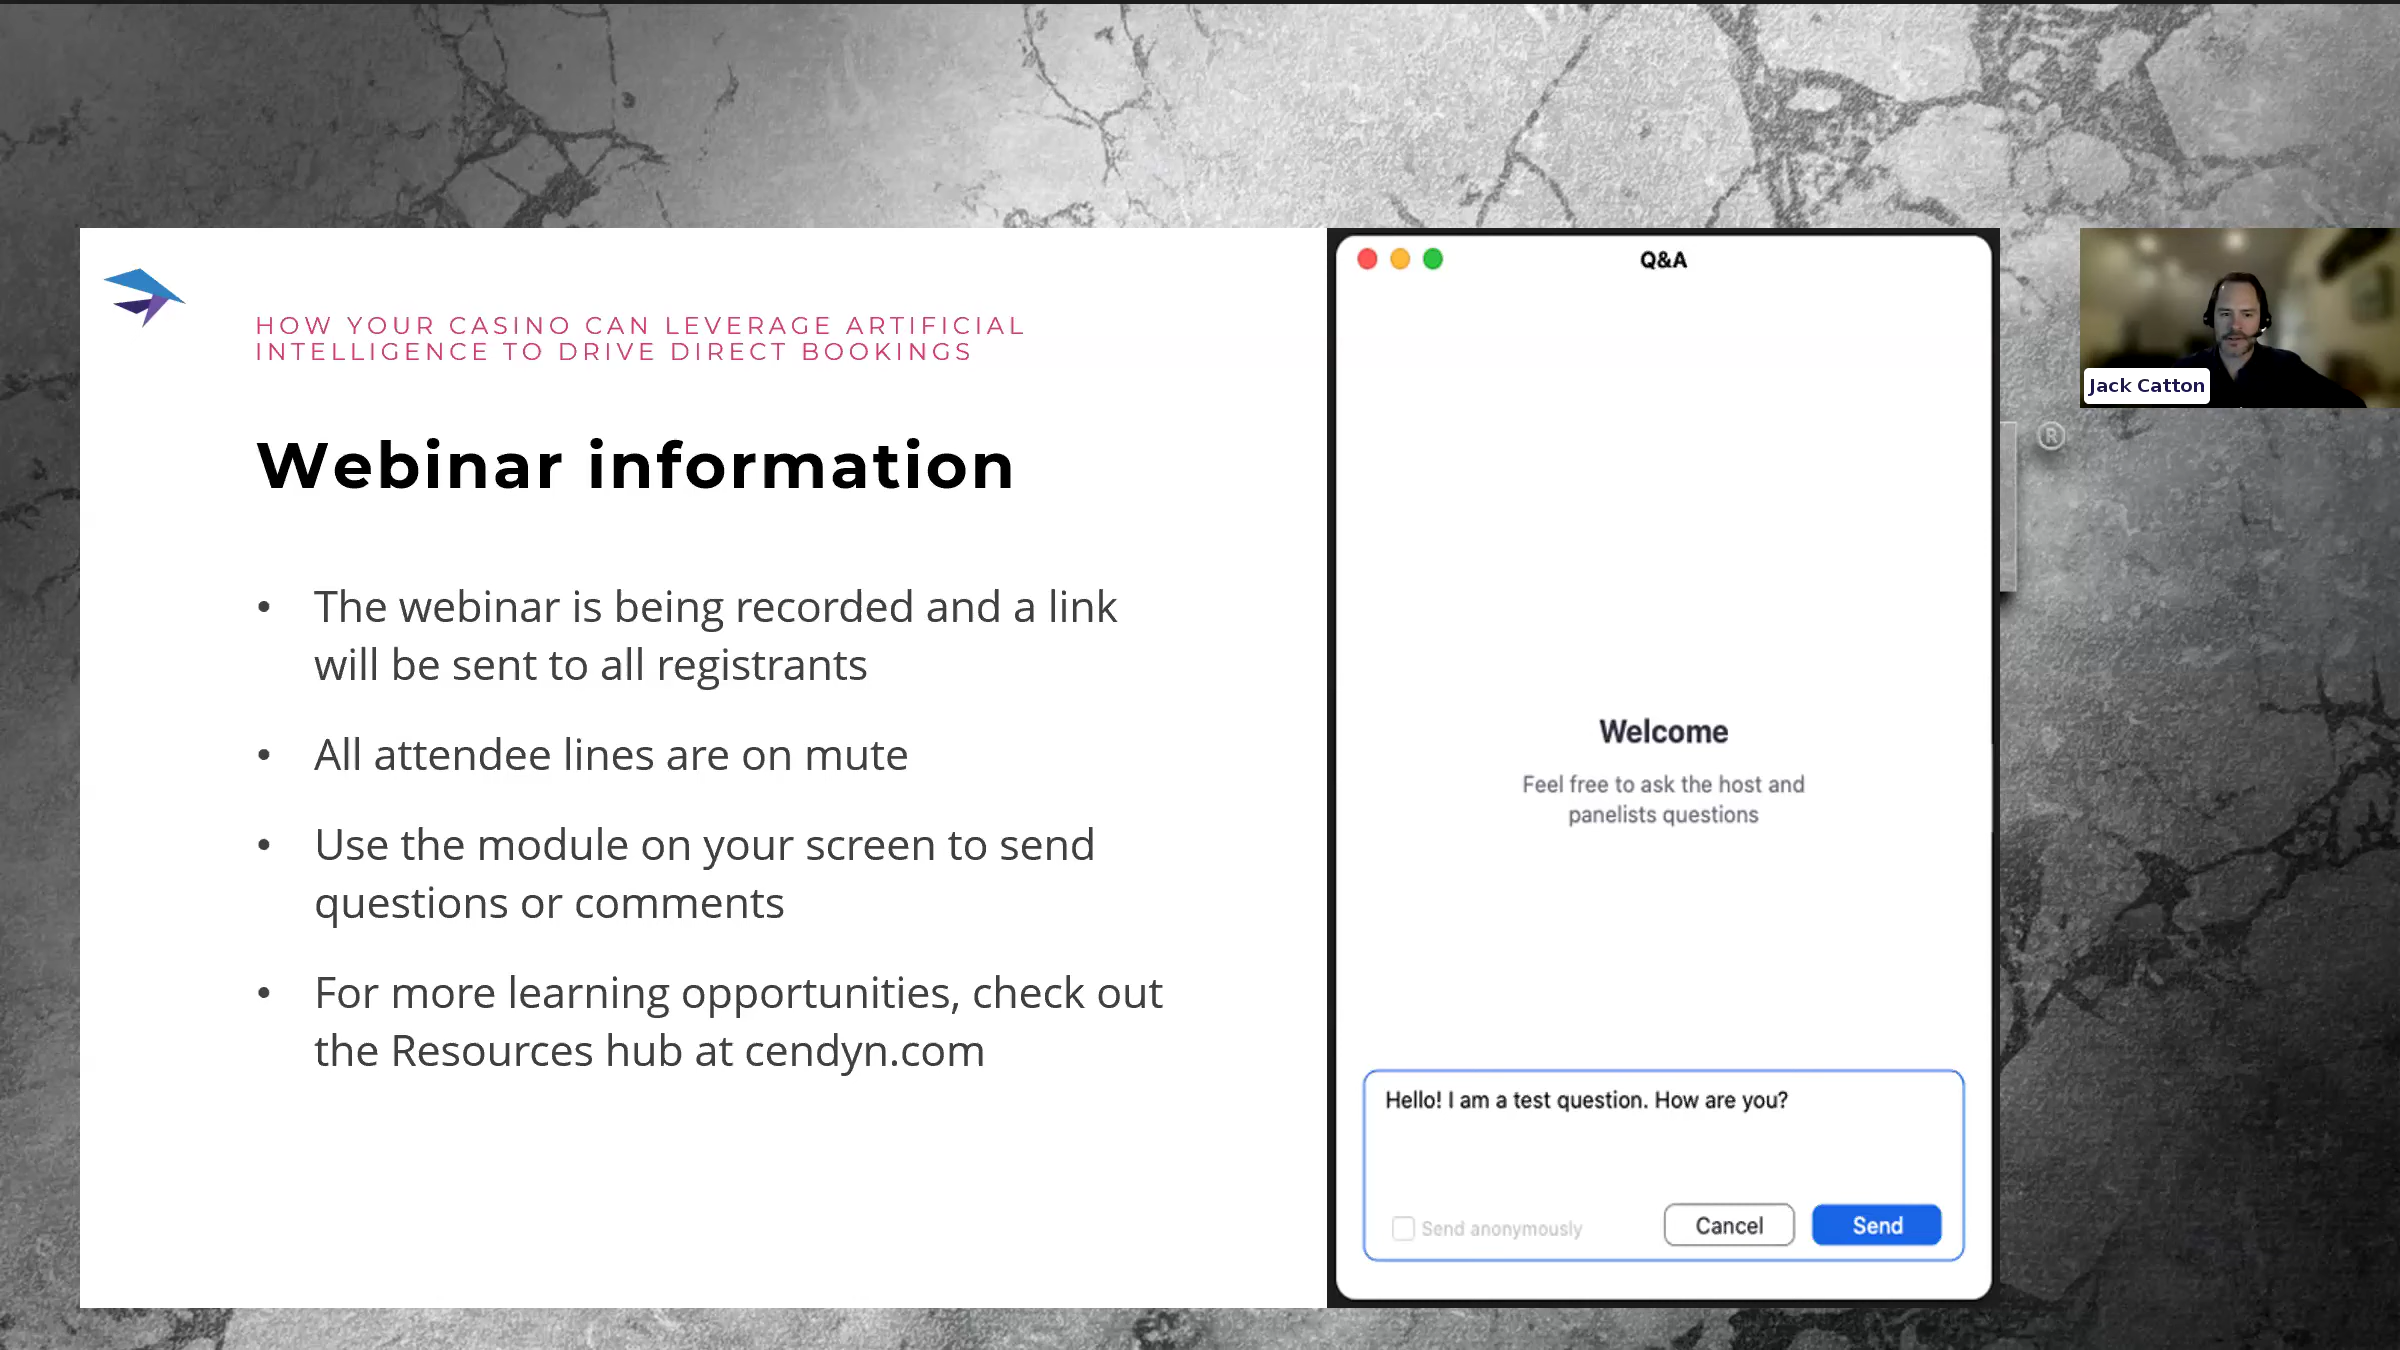 HOW YOUR CASINO CAN LEVERAGE ARTIFICIAL
INTELLIGENCE TO DRIVE DIRECT BOOKINGS
Webinar information
• The webinar is being recorded and a link
will be sent to all registrants
• All attendee lines are on mute
• Use the module on your screen to send
questions or comments
• For more learning opportunities, check out
the Resources hub at cendyn.com
Q&A
Welcome
Feel free to ask the host and
panelists questions
Hello! I am a test question. How are you?
Send anonymously
Cancel
Send
Jack Catton
®